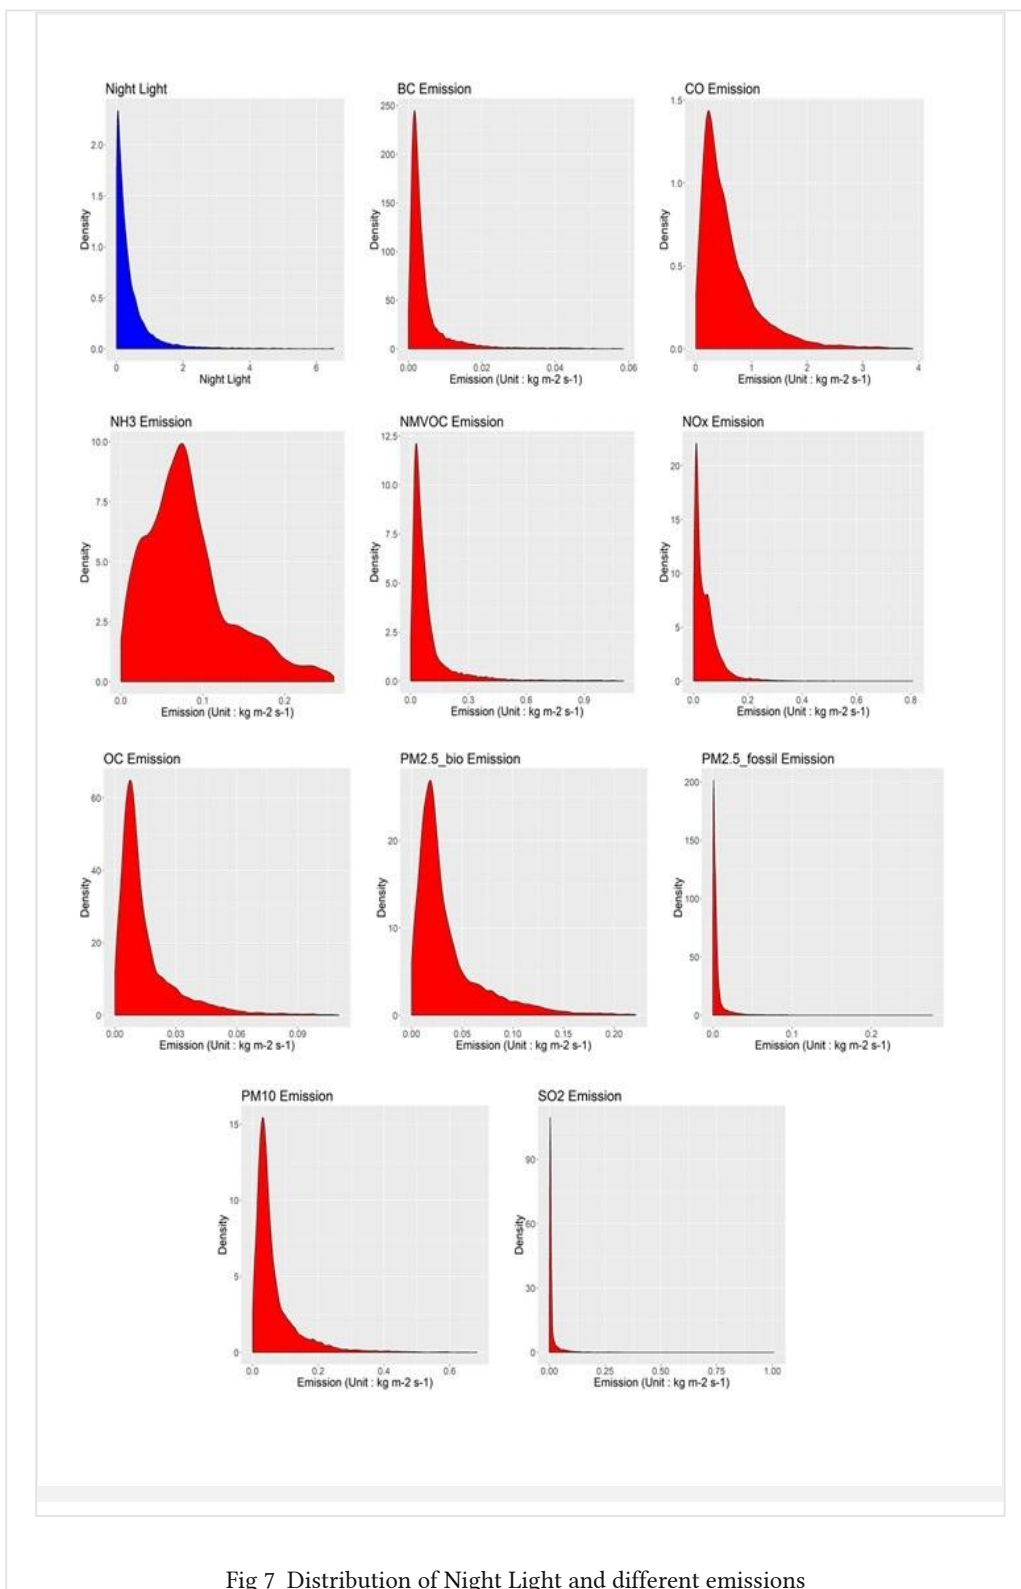 Night Light
BC Emission
CO Emission
2.0
1.5
1.0
0.5
0.0
Density
0
2
4
6
Night Light
250
200
150
100
50
0
Density
0.00
0.02
0.04
0.06
Emission (Unit : kg m-2 s-1)
1.5
1.0
0.5
0.0
Density
0
1
2
3
4
Emission (Unit : kg m-2 s-1)
NH3 Emission
NMVOC Emission
NOx Emission
10.0
7.5
5.0
2.5
0.0
Density
0.0
0.1
0.2
Emission (Unit : kg m-2 s-1)
12.5
10.0
7.5
5.0
2.5
0.0
Density
0.0
0.3
0.6
0.9
Emission (Unit : kg m-2 s-1)
20
15
10
5
0
Density
0.0
0.2
0.4
0.6
0.8
Emission (Unit : kg m-2 s-1)
OC Emission
PM2.5_bio Emission
PM2.5_fossil Emission
60
40
20
0
Density
0.00
0.03
0.06
0.09
Emission (Unit : kg m-2 s-1)
20
10
0
Density
0.00
0.05
0.10
0.15
0.20
Emission (Unit : kg m-2 s-1)
200
150
100
50
0
Density
0.0
0.1
0.2
Emission (Unit : kg m-2 s-1)
PM10 Emission
SO2 Emission
15
10
5
0
Density
0.0
0.2
0.4
0.6
Emission (Unit : kg m-2 s-1)
90
60
30
0
Density
0.00
0.25
0.50
0.75
1.00
Emission (Unit : kg m-2 s-1)
Fig 7 Distribution of Night Light and different emissions